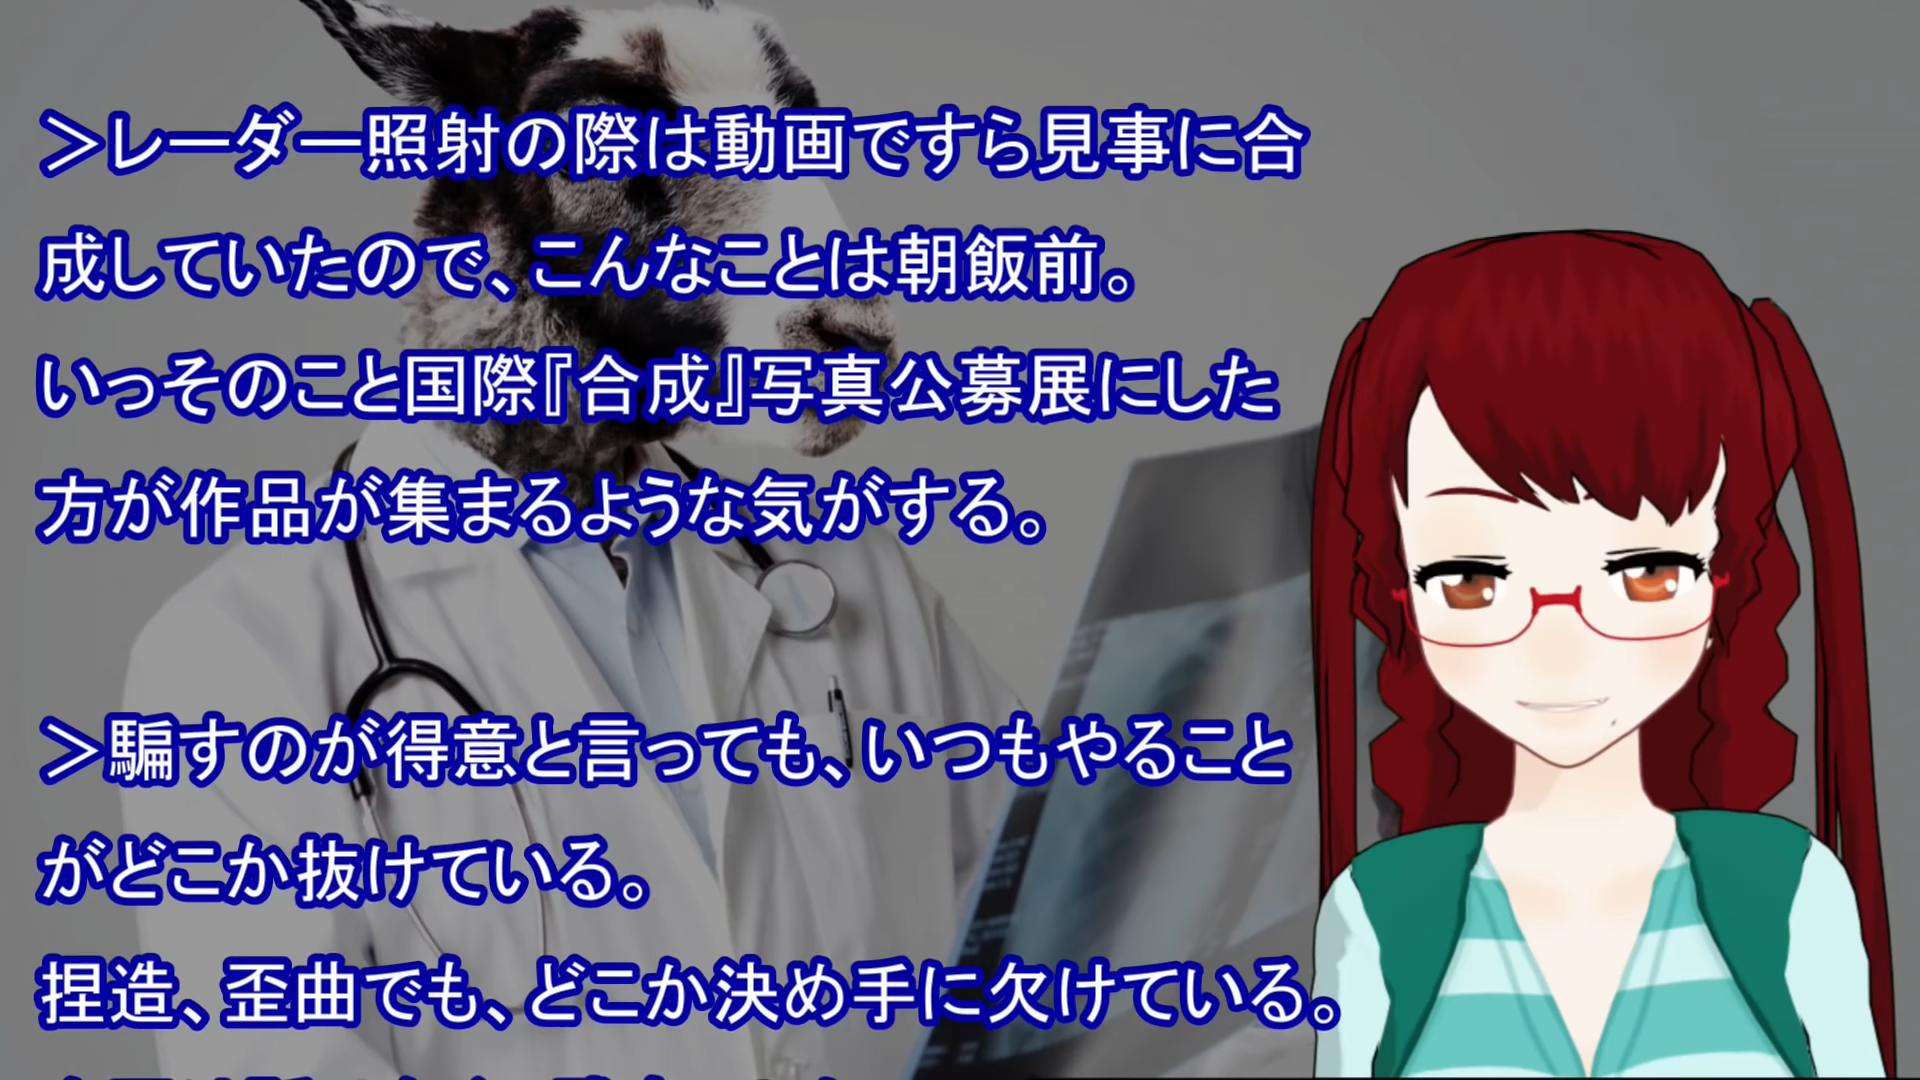 ＞レーダー照射の際は動画ですら見事に合
成していたので、こんなことは朝飯前。
いっそのこと国際『合成』写真公募展にした
方が作品が集まるような気がする。
＞騙すのが得意と言っても、いつもやること
がどこか抜けている。
捏造、歪曲でも、どこか決め手に欠けている。